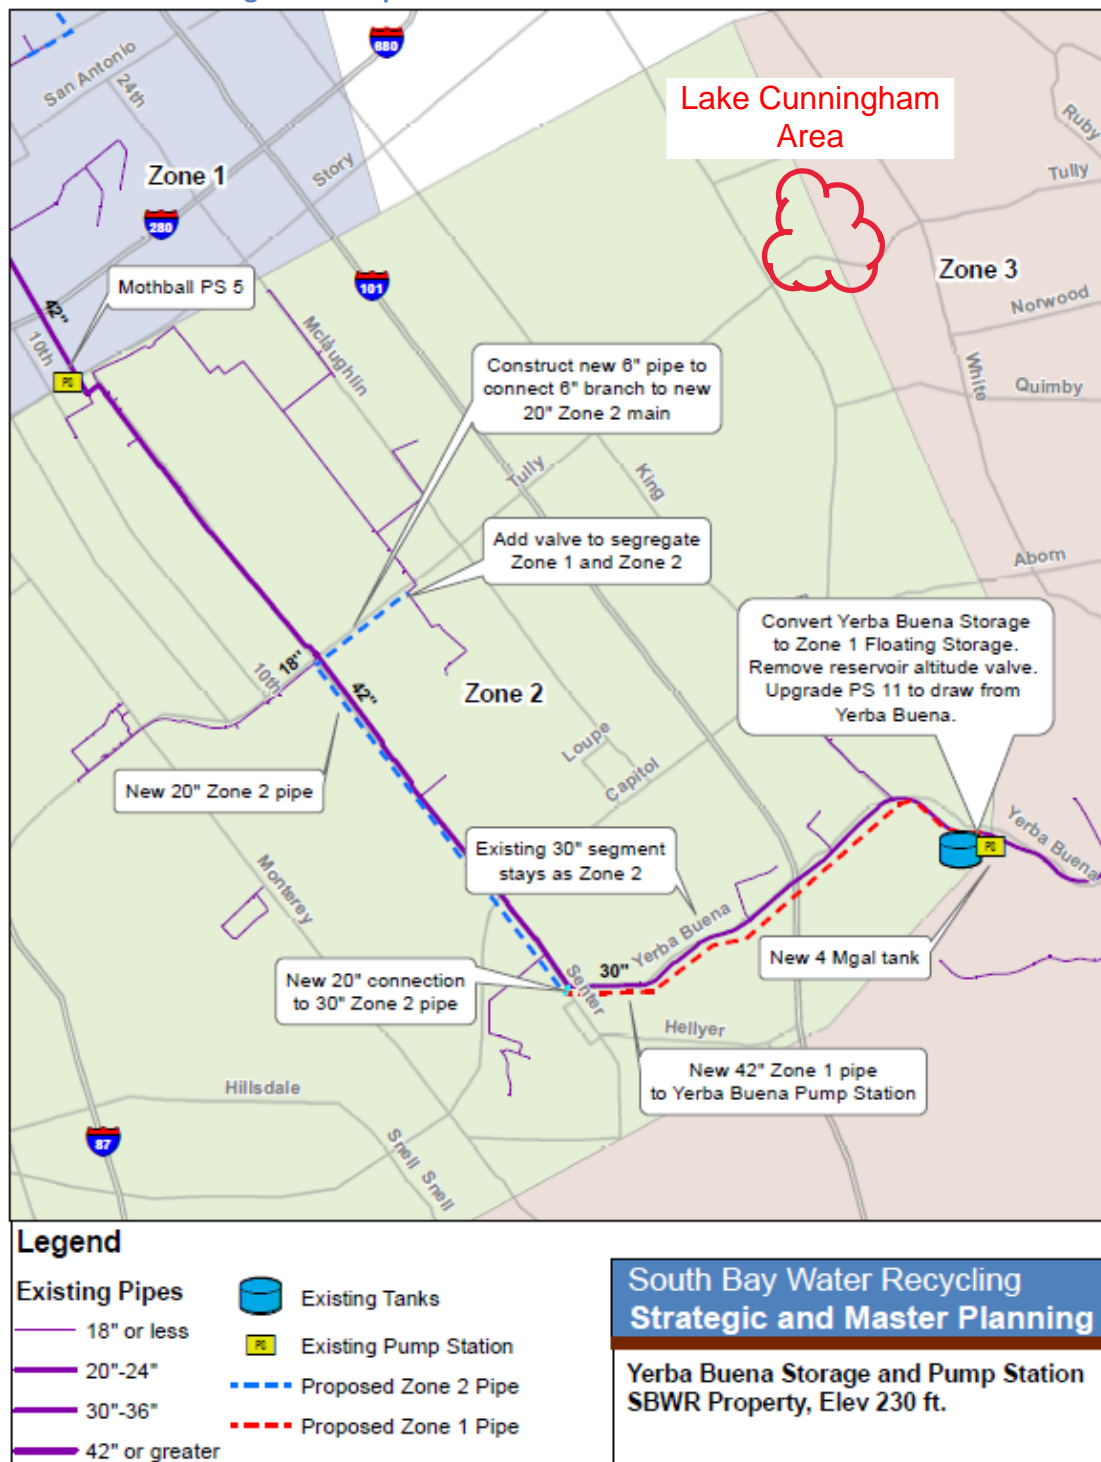 San Antonio
24th
680
Lake Cunningham
Area
Ruby
Zone 1
Story
Tully
280
Zone 3
Mothball PS 5
101
Norwood
42"
10th
Mclaughlin
White
Construct new 6" pipe to
connect 6" branch to new
20" Zone 2 main
Quimby
PS
Tully
King
Add valve to segregate
Zone 1 and Zone 2
Aborn
Convert Yerba Buena Storage
to Zone 1 Floating Storage.
Remove reservoir altitude valve.
Upgrade PS 11 to draw from
Yerba Buena.
18"
10th
42"
Zone 2
Loupe
Capitol
New 20" Zone 2 pipe
Existing 30" segment
stays as Zone 2
PS
Yerba Buena
Monterey
Yerba Buena
New 4 Mgal tank
New 20" connection
to 30" Zone 2 pipe
Senter
30"
Hellyer
New 42" Zone 1 pipe
to Yerba Buena Pump Station
Hillsdale
87
Snell
Snell
Legend
Existing Pipes
18" or less
20"-24"
30"-36"
42" or greater
Existing Tanks
PS
Existing Pump Station
Proposed Zone 2 Pipe
Proposed Zone 1 Pipe
South Bay Water Recycling
Strategic and Master Planning
Yerba Buena Storage and Pump Station
SBWR Property, Elev 230 ft.